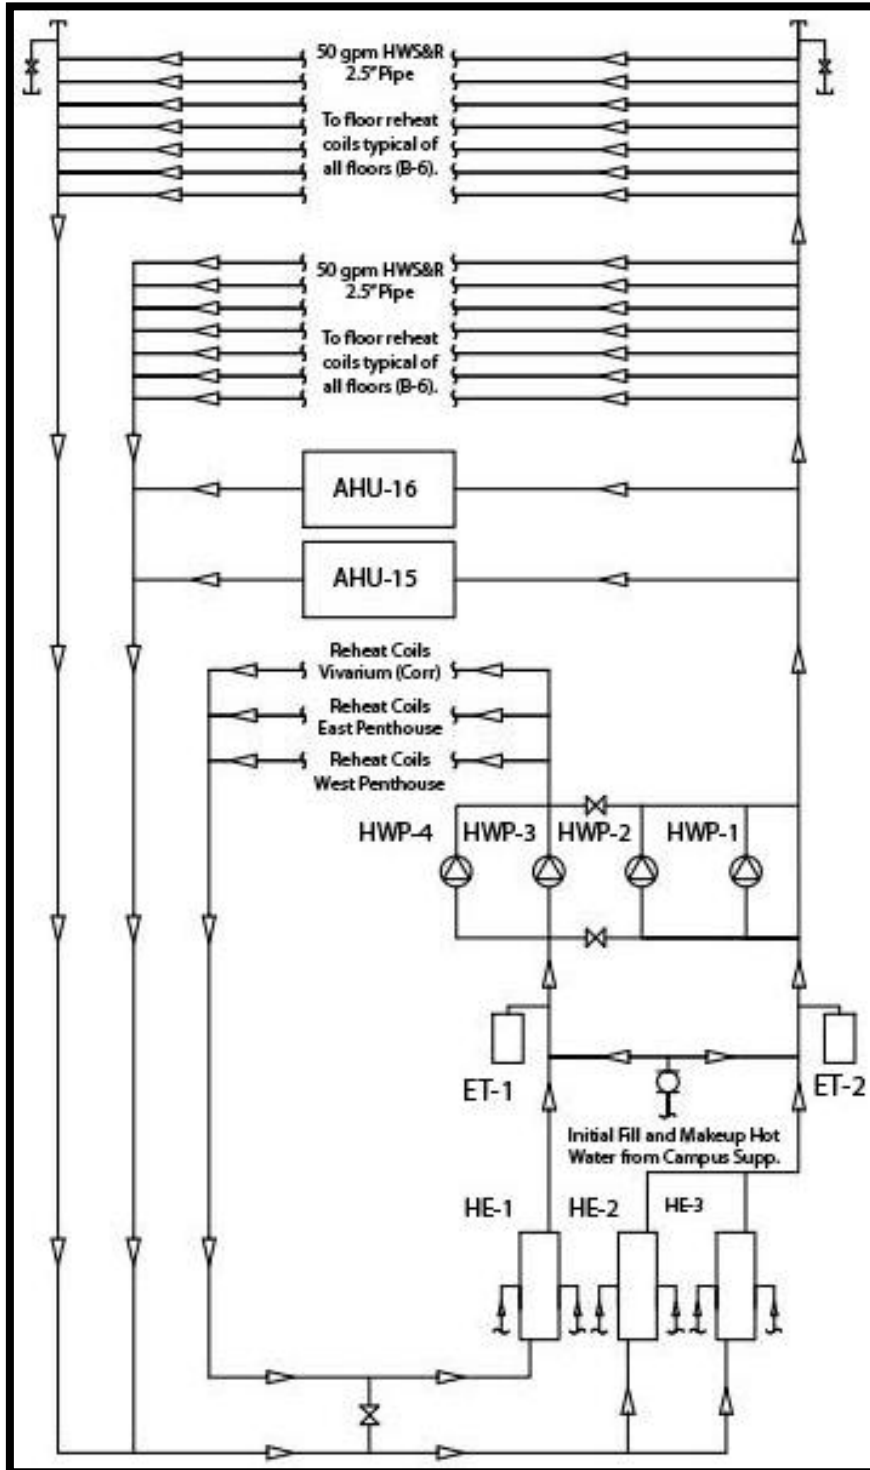 50 gpm HWS&R
2.5" Pipe
To floor reheat
coils typical of
all floors (B-6).
50 gpm HWS&R
2.5" Pipe
To floor reheat
coils typical of
all floors (B-6).
AHU-16
AHU-15
Reheat Coils
Vivarium (Corr)
Reheat Coils
East Penthouse
Reheat Coils
West Penthouse
HWP-4 HWP-3 HWP-2 HWP-1
ET-1 ET-2
Initial Fill and Makeup Hot
Water from Campus Supp.
HE-1 HE-2 HE-3